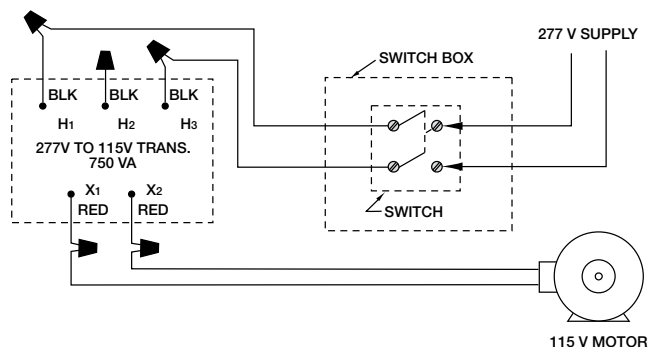 277 V SUPPLY
SWITCH BOX
BLK BLK BLK
H1 H2 H3
277V TO 115V TRANS.
750 VA
X1 X2
RED RED
SWITCH
115 V MOTOR